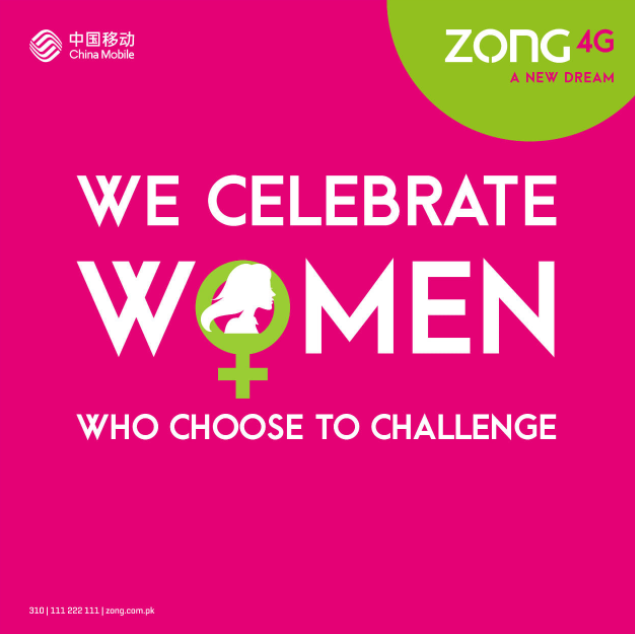 中国移动
China Mobile
ZONG 4G
A NEW DREAM
WE CELEBRATE
WOMEN
WHO CHOOSE TO CHALLENGE
310 | 111 222 111 | zong.com.pk